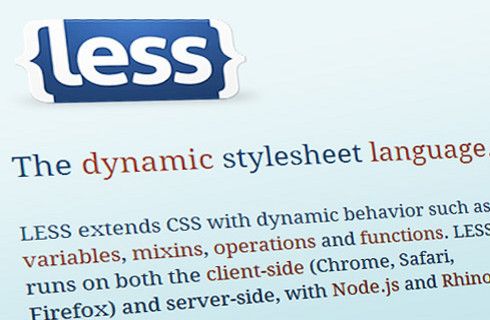 {less}
The dynamic stylesheet language.
LESS extends CSS with dynamic behavior such as
variables, mixins, operations and functions. LESS
runs on both the client-side (Chrome, Safari,
Firefox) and server-side, with Node.js and Rhino